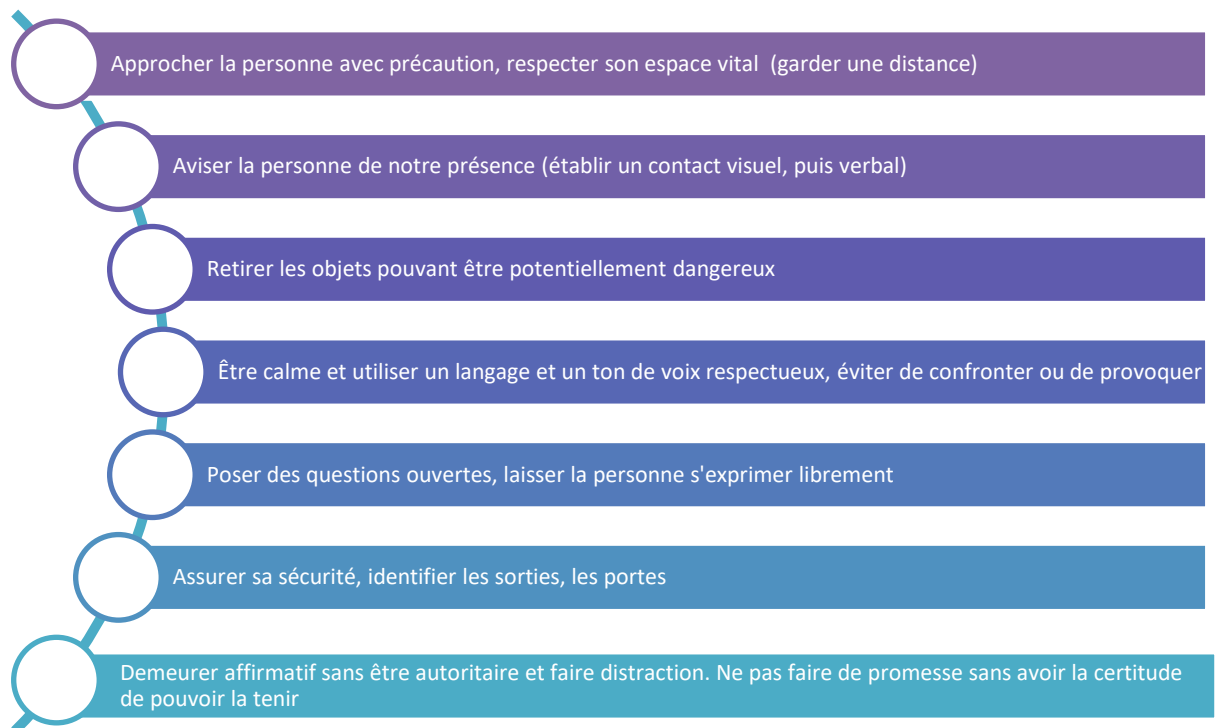 Approcher la personne avec précaution, respecter son espace vital  (garder une distance)
Aviser la personne de notre présence (établir un contact visuel, puis verbal)
Retirer les objets pouvant être potentiellement dangereux
Être calme et utiliser un langage et un ton de voix respectueux, éviter de confronter ou de provoquer
Poser des questions ouvertes, laisser la personne s'exprimer librement
Assurer sa sécurité, identifier les sorties, les portes
Demeurer affirmatif sans être autoritaire et faire distraction. Ne pas faire de promesse sans avoir la certitude
de pouvoir la tenir